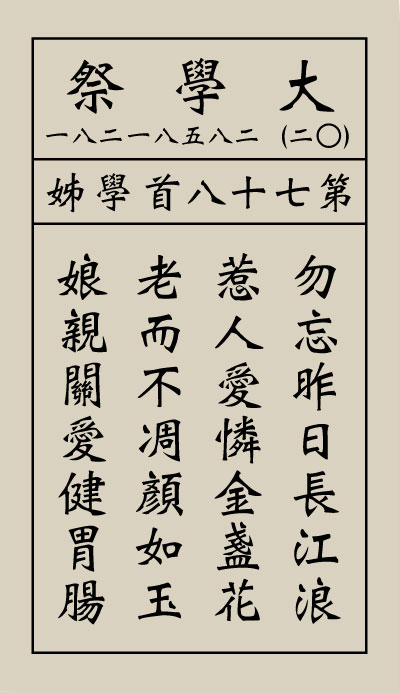 大學祭
(〇二) 二八五八一二八一
第七十八首學姊
勿忘昨日長江浪
惹人愛憐金盞花
老而不凋顏如玉
娘親關愛健胃腸